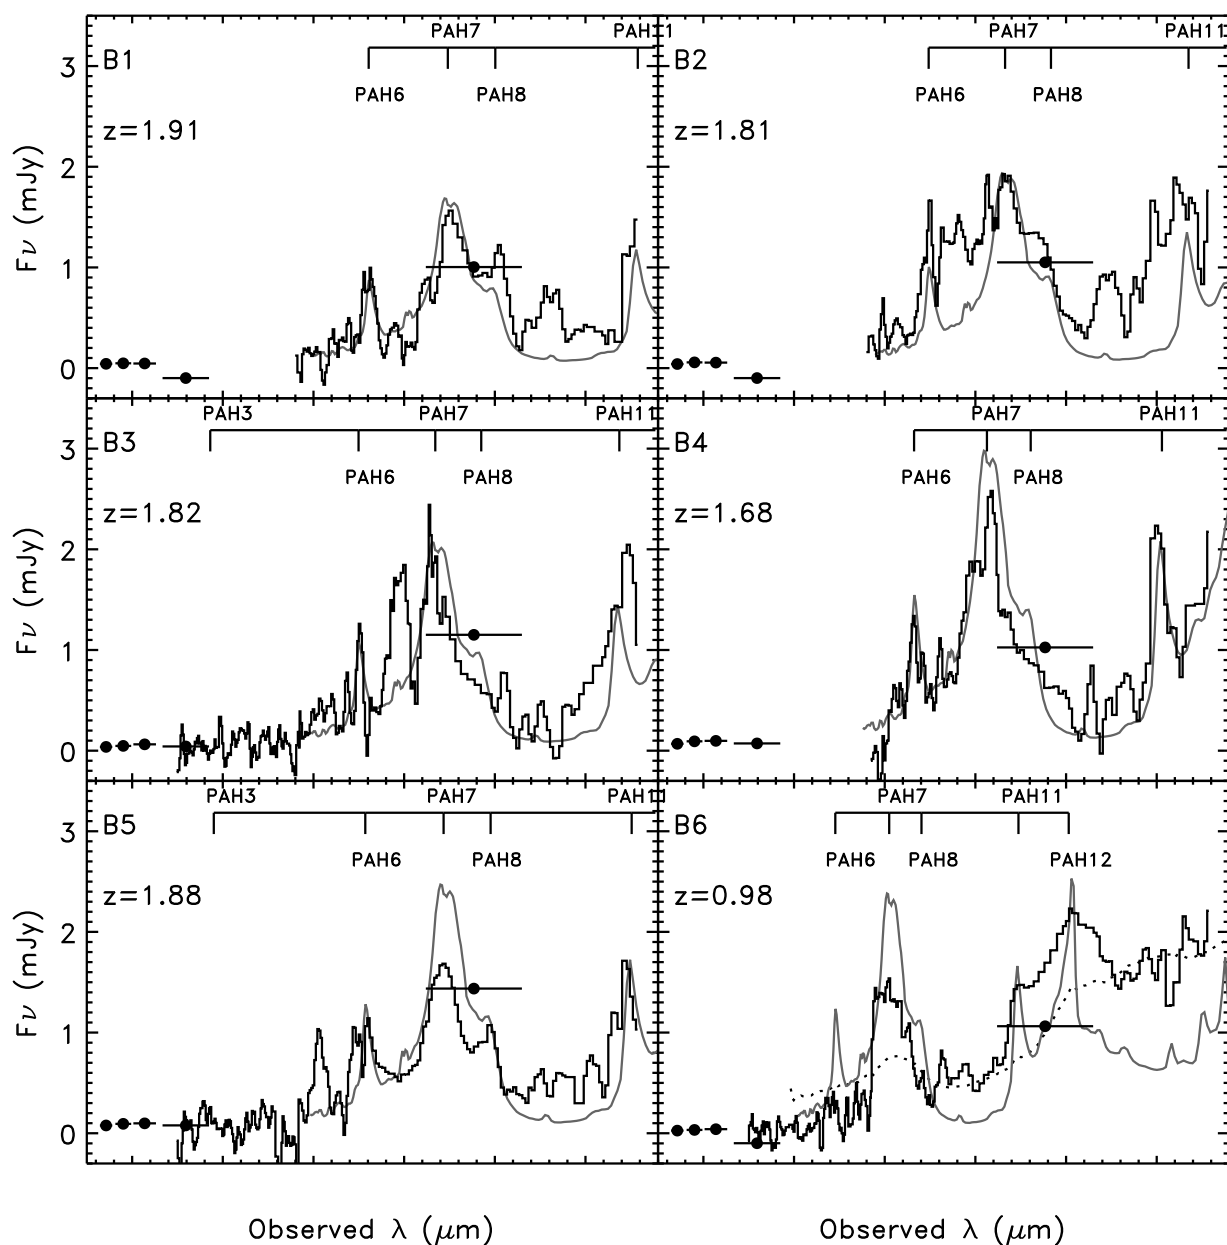 PAH7 PAH11
3 B1
PAH6 PAH8
z=1.91
2
Fν (mJy)
1
0
PAH7 PAH11
B2
PAH6 PAH8
z=1.81
PAH3 PAH7 PAH11
3 B3
PAH6 PAH8
z=1.82
2
Fν (mJy)
1
0
PAH7 PAH11
B4
PAH6 PAH8
z=1.68
PAH3 PAH7 PAH11
3 B5
PAH6 PAH8
z=1.88
2
Fν (mJy)
1
0
PAH7 PAH11
B6
PAH6 PAH8 PAH12
z=0.98
Observed λ (μm)
Observed λ (μm)